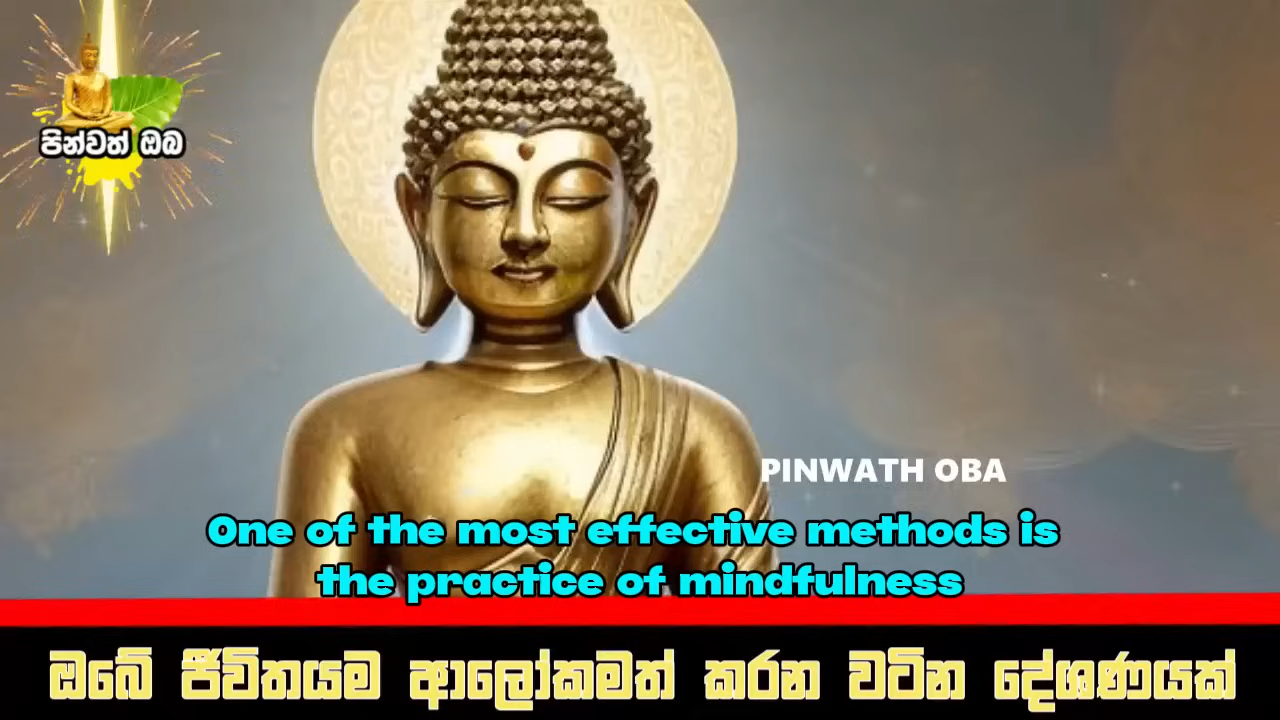 පින්වත් ඔබ
PINWATH OBA
One of the most effective methods is
the practice of mindfulness
ඔබේ ජීවිතයම ආලෝකමත් කරන වටින දේශණයක්